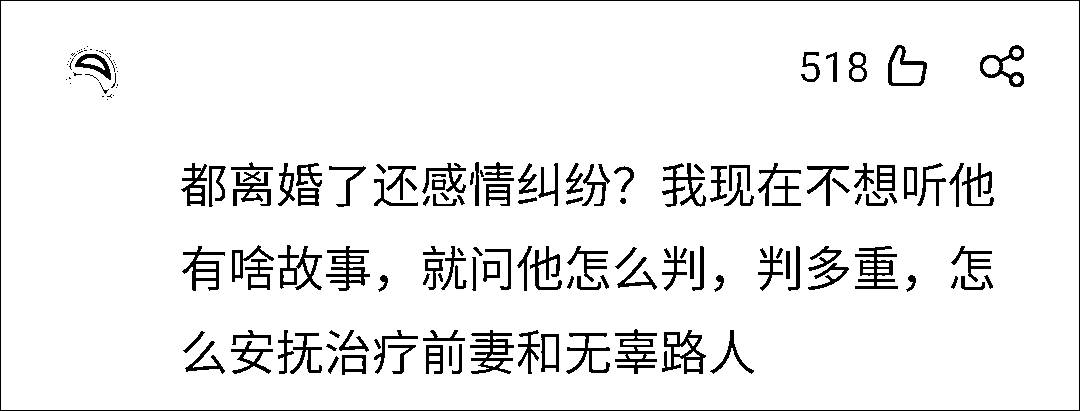 518
都离婚了还感情纠纷？我现在不想听他
有啥故事，就问他怎么判，判多重，怎
么安抚治疗前妻和无辜路人